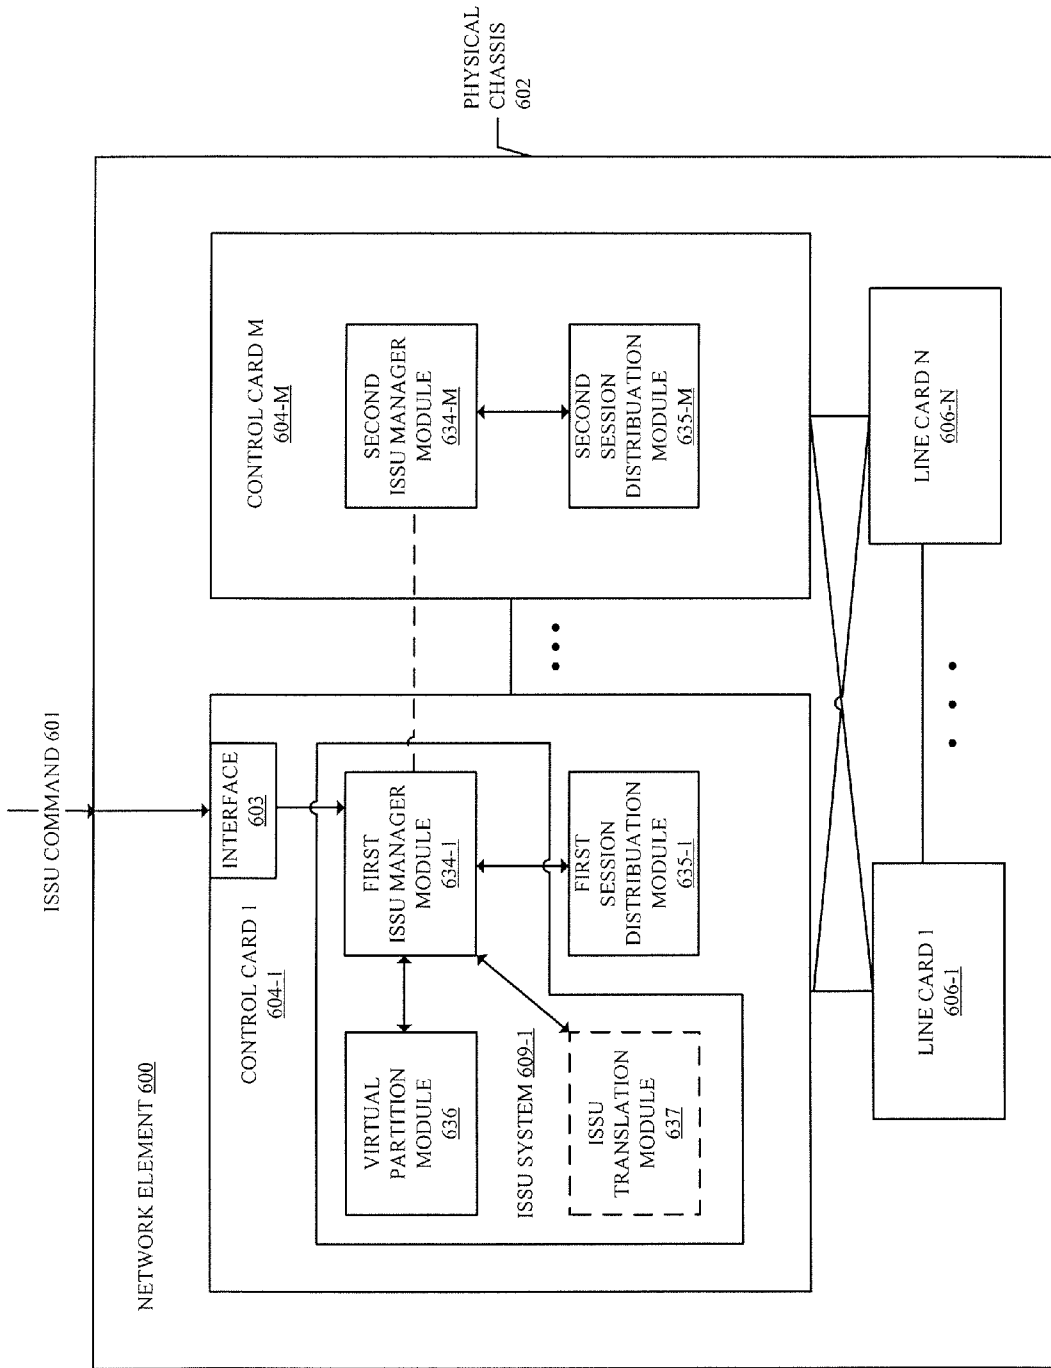 NETWORK ELEMENT 600
ISSU COMMAND 601
PHYSICAL
CHASSIS
602
CONTROL CARD 1
604-1
INTERFACE
603
VIRTUAL
PARTITION
MODULE
636
FIRST
ISSU MANAGER
MODULE
634-1
ISSU SYSTEM 609-1
ISSU
TRANSLATION
MODULE
637
FIRST
SESSION
DISTRIBUATION
MODULE
635-1
CONTROL CARD M
604-M
SECOND
ISSU MANAGER
MODULE
634-M
SECOND
SESSION
DISTRIBUATION
MODULE
635-M
LINE CARD 1
606-1
LINE CARD N
606-N